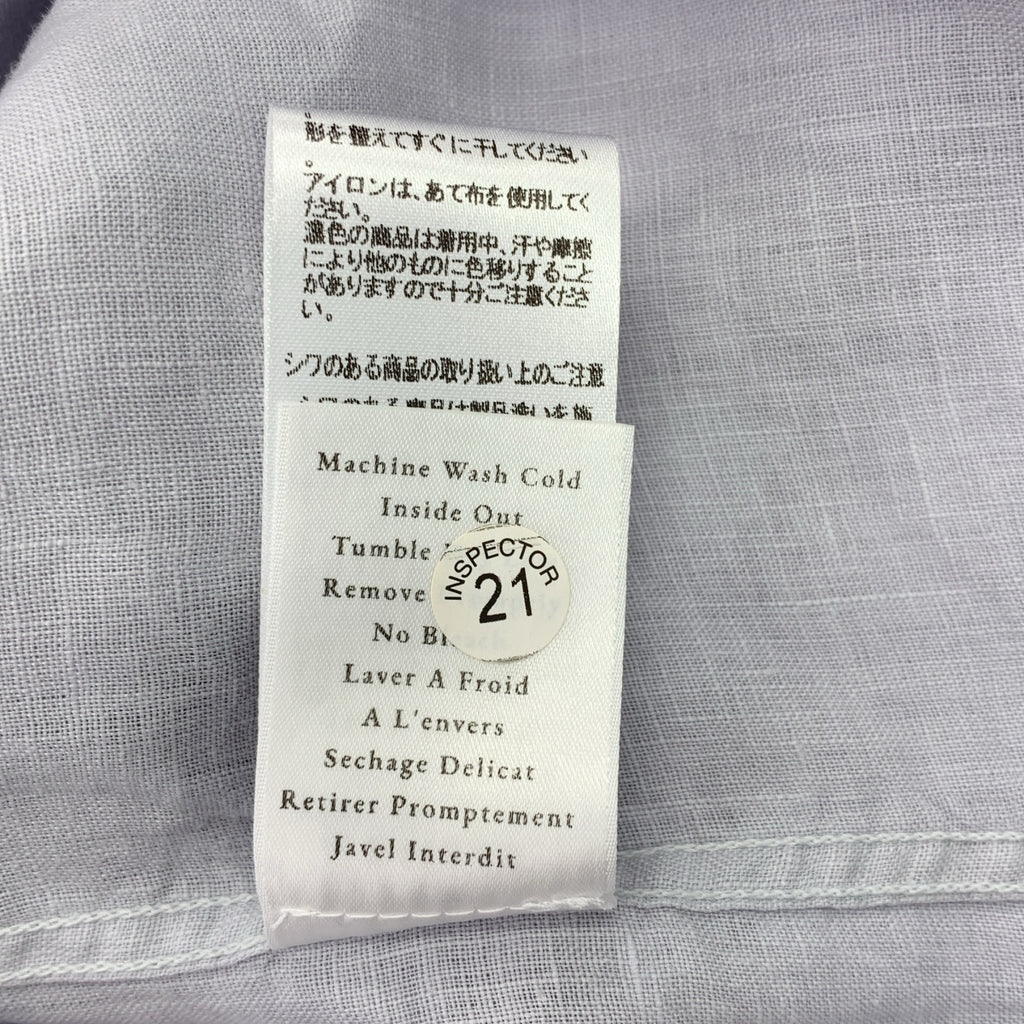 形を整えてすぐに干してください
。
アイロンは、あて布を使用してく
ださい。
濃色の商品は着用中、汗や摩擦
により他のものに色移りすること
がありますので十分ご注意くださ
い。
シワのある商品の取り扱い上のご注意
Machine Wash Cold
Inside Out
Tumble
Remove
No Bleach
INSPECTOR
21
Laver A Froid
A L'envers
Sechage Delicat
Retirer Promptement
Javel Interdit